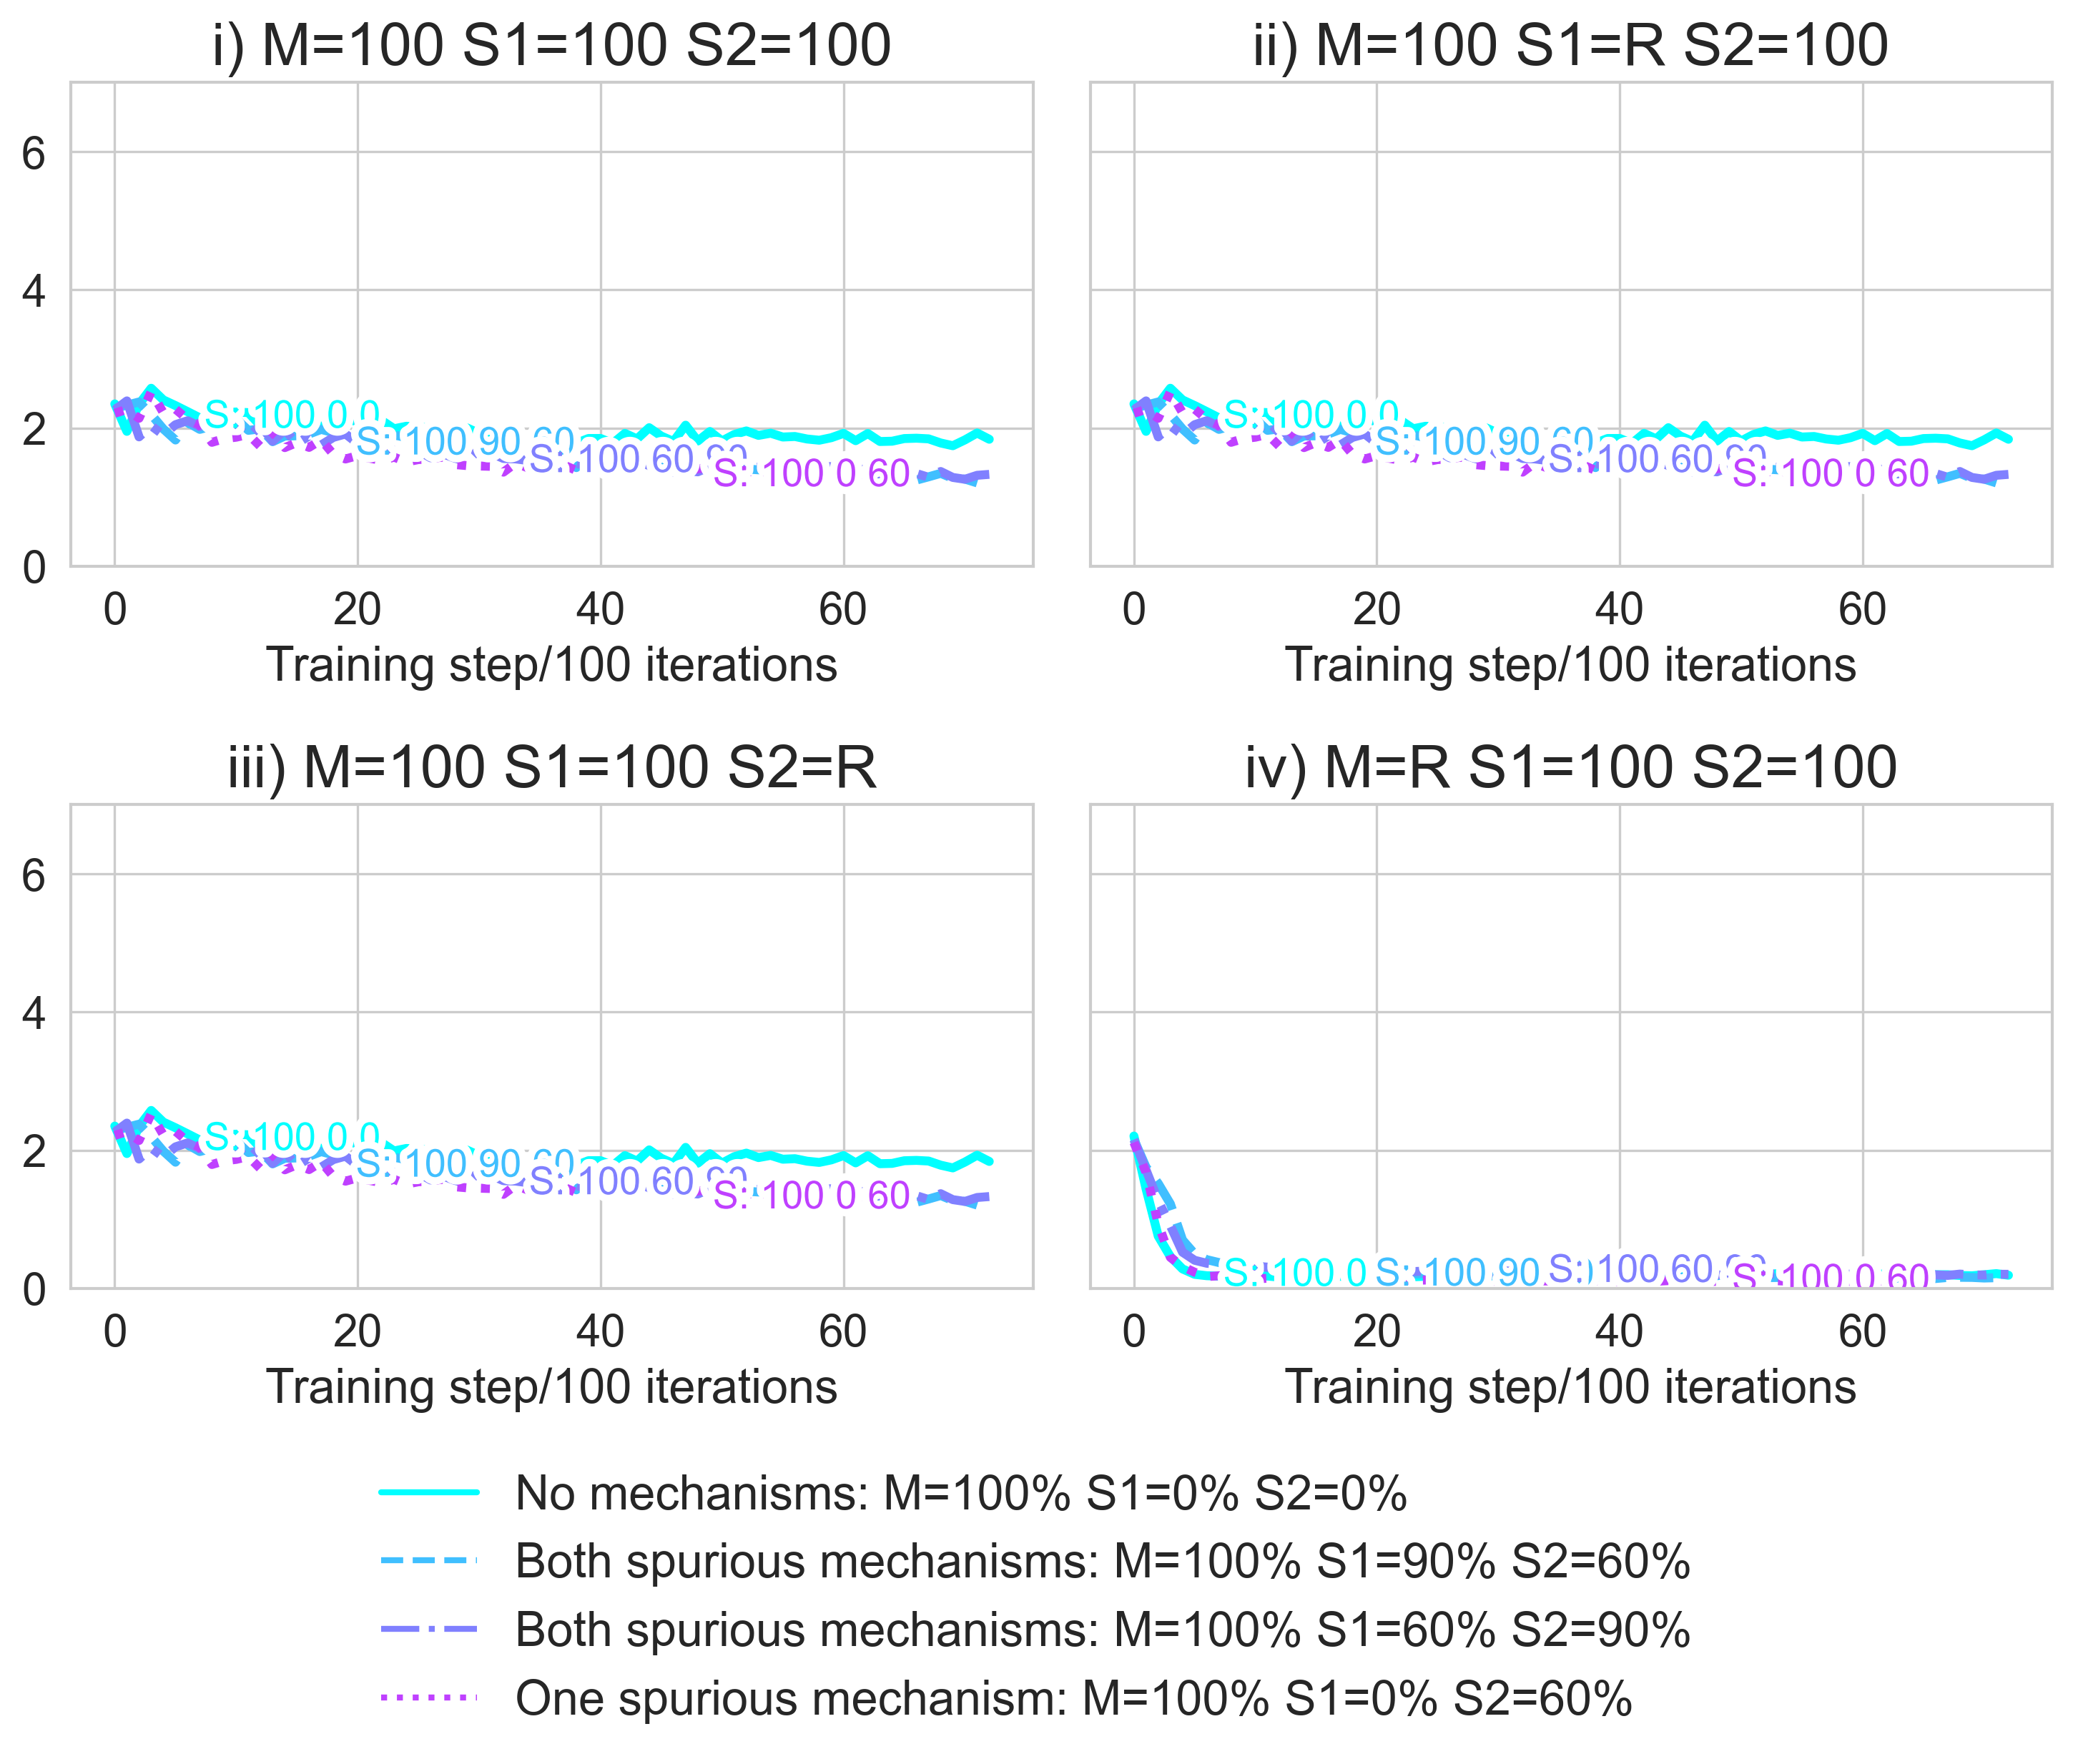 i) M=100 S1=100 S2=100
ii) M=100 S1=R S2=100
6
4
2
0
S: 100 0 0
S: 100 90 60
S: 100 60 90
S: 100 0 60
S: 100 0 0
S: 100 90 60
S: 100 60 90
S: 100 0 60
0 20 40 60
0 20 40 60
Training step/100 iterations
Training step/100 iterations
iii) M=100 S1=100 S2=R
iv) M=R S1=100 S2=100
6
4
2
0
S: 100 0 0
S: 100 90 60
S: 100 60 90
S: 100 0 60
S: 100 0
S: 100 90
S: 100 60 90
S: 100 0 60
0 20 40 60
0 20 40 60
Training step/100 iterations
Training step/100 iterations
No mechanisms: M=100% S1=0% S2=0%
Both spurious mechanisms: M=100% S1=90% S2=60%
Both spurious mechanisms: M=100% S1=60% S2=90%
One spurious mechanism: M=100% S1=0% S2=60%